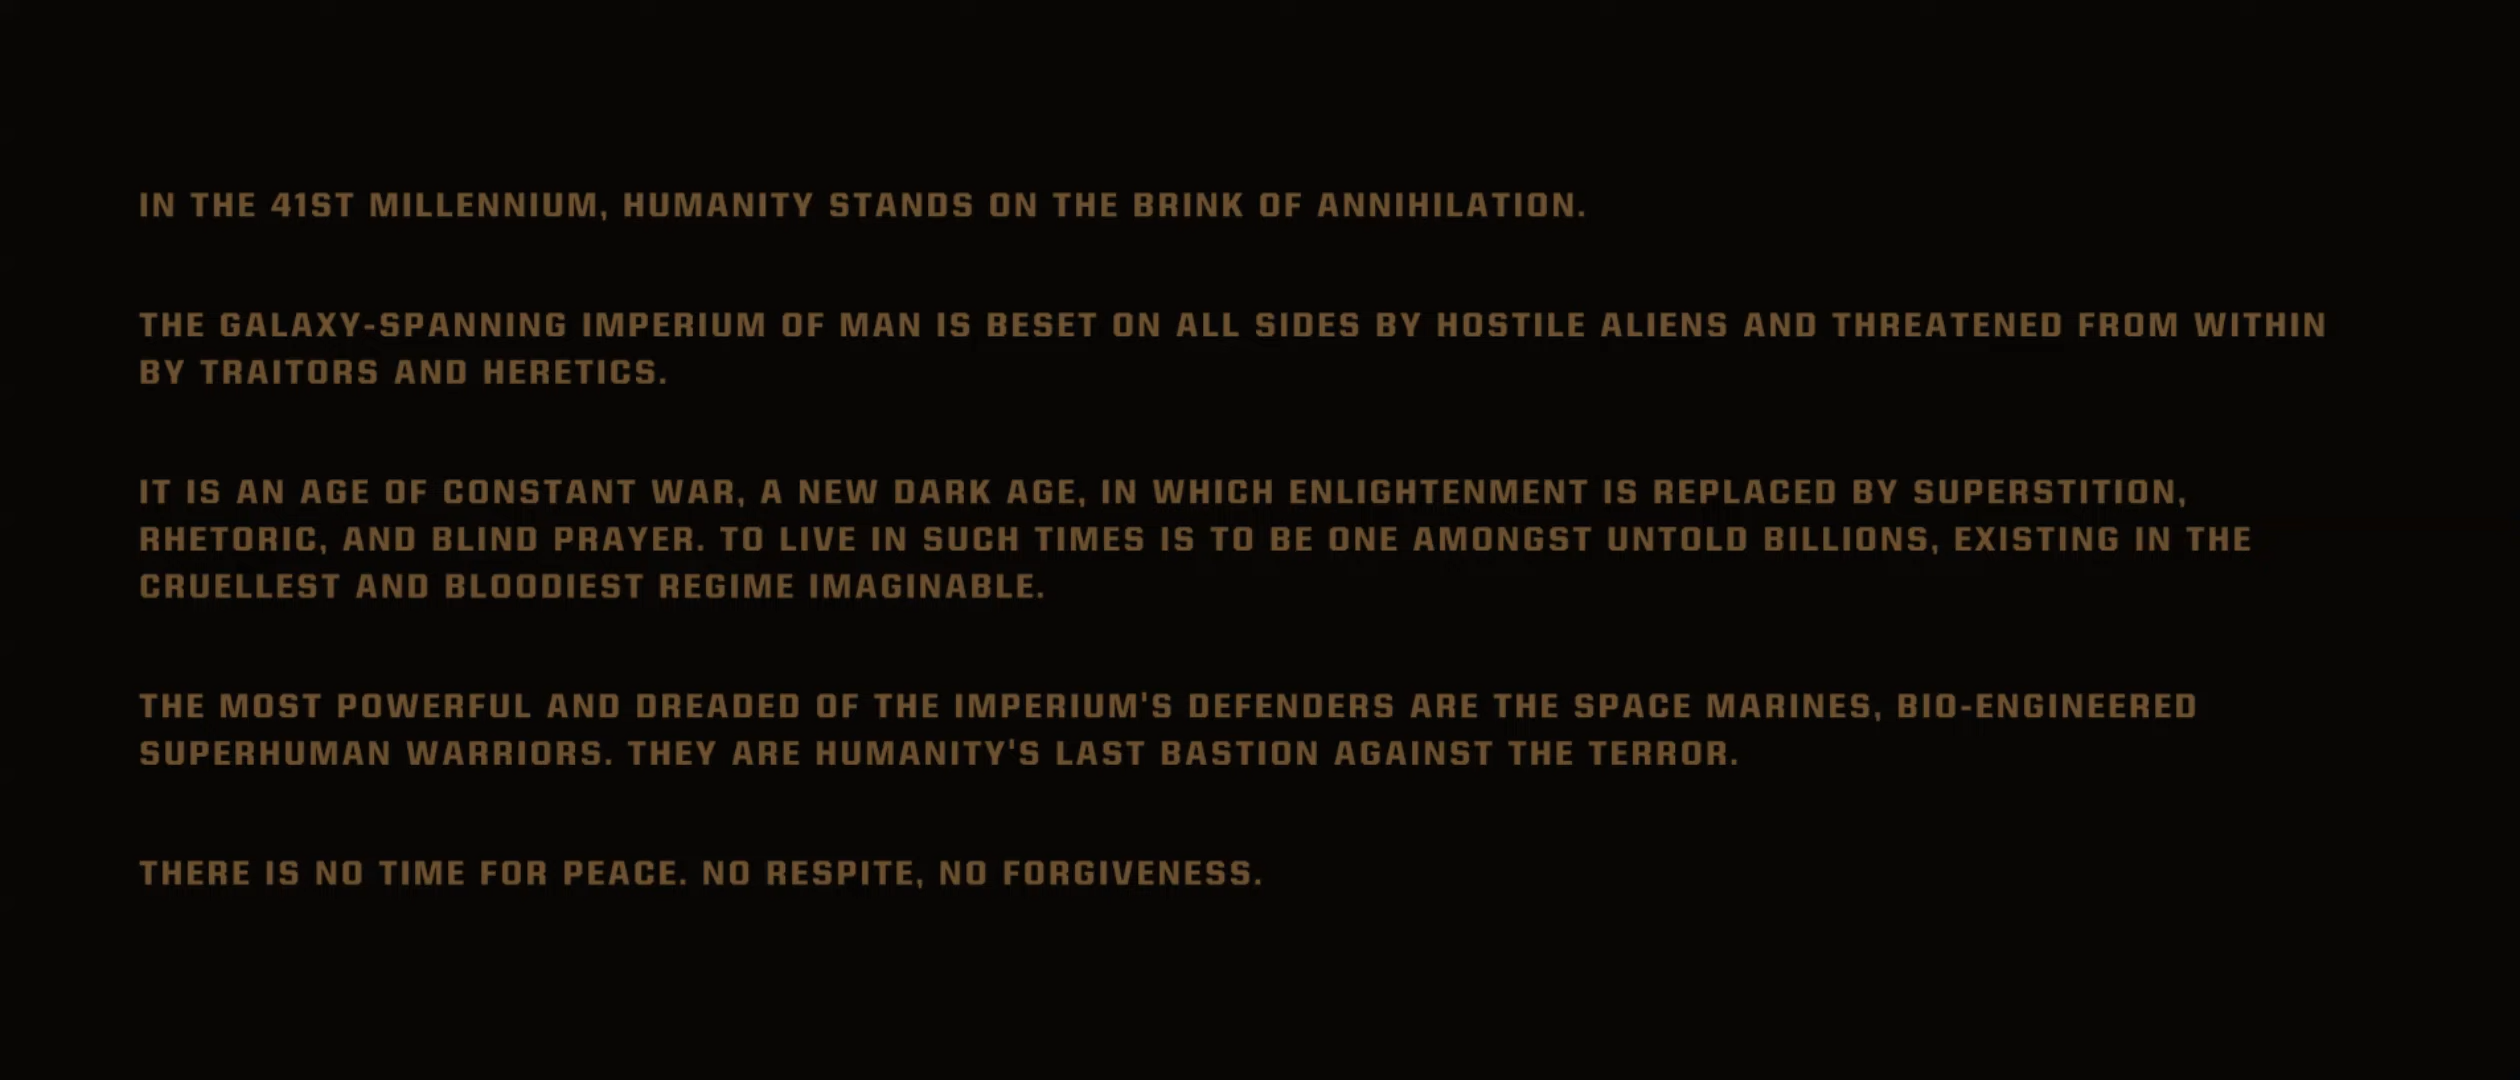 IN THE 41ST MILLENNIUM, HUMANITY STANDS ON THE BRINK OF ANNIHILATION.
THE GALAXY-SPANNING IMPERIUM OF MAN IS BESET ON ALL SIDES BY HOSTILE ALIENS AND THREATENED FROM WITHIN
BY TRAITORS AND HERETICS.
IT IS AN AGE OF CONSTANT WAR, A NEW DARK AGE, IN WHICH ENLIGHTENMENT IS REPLACED BY SUPERSTITION,
RHETORIC, AND BLIND PRAYER. TO LIVE IN SUCH TIMES IS TO BE ONE AMONGST UNTOLD BILLIONS, EXISTING IN THE
CRUELLEST AND BLOODIEST REGIME IMAGINABLE.
THE MOST POWERFUL AND DREADED OF THE IMPERIUM'S DEFENDERS ARE THE SPACE MARINES, BIO-ENGINEERED
SUPERHUMAN WARRIORS. THEY ARE HUMANITY'S LAST BASTION AGAINST THE TERROR.
THERE IS NO TIME FOR PEACE. NO RESPITE, NO FORGIVENESS.